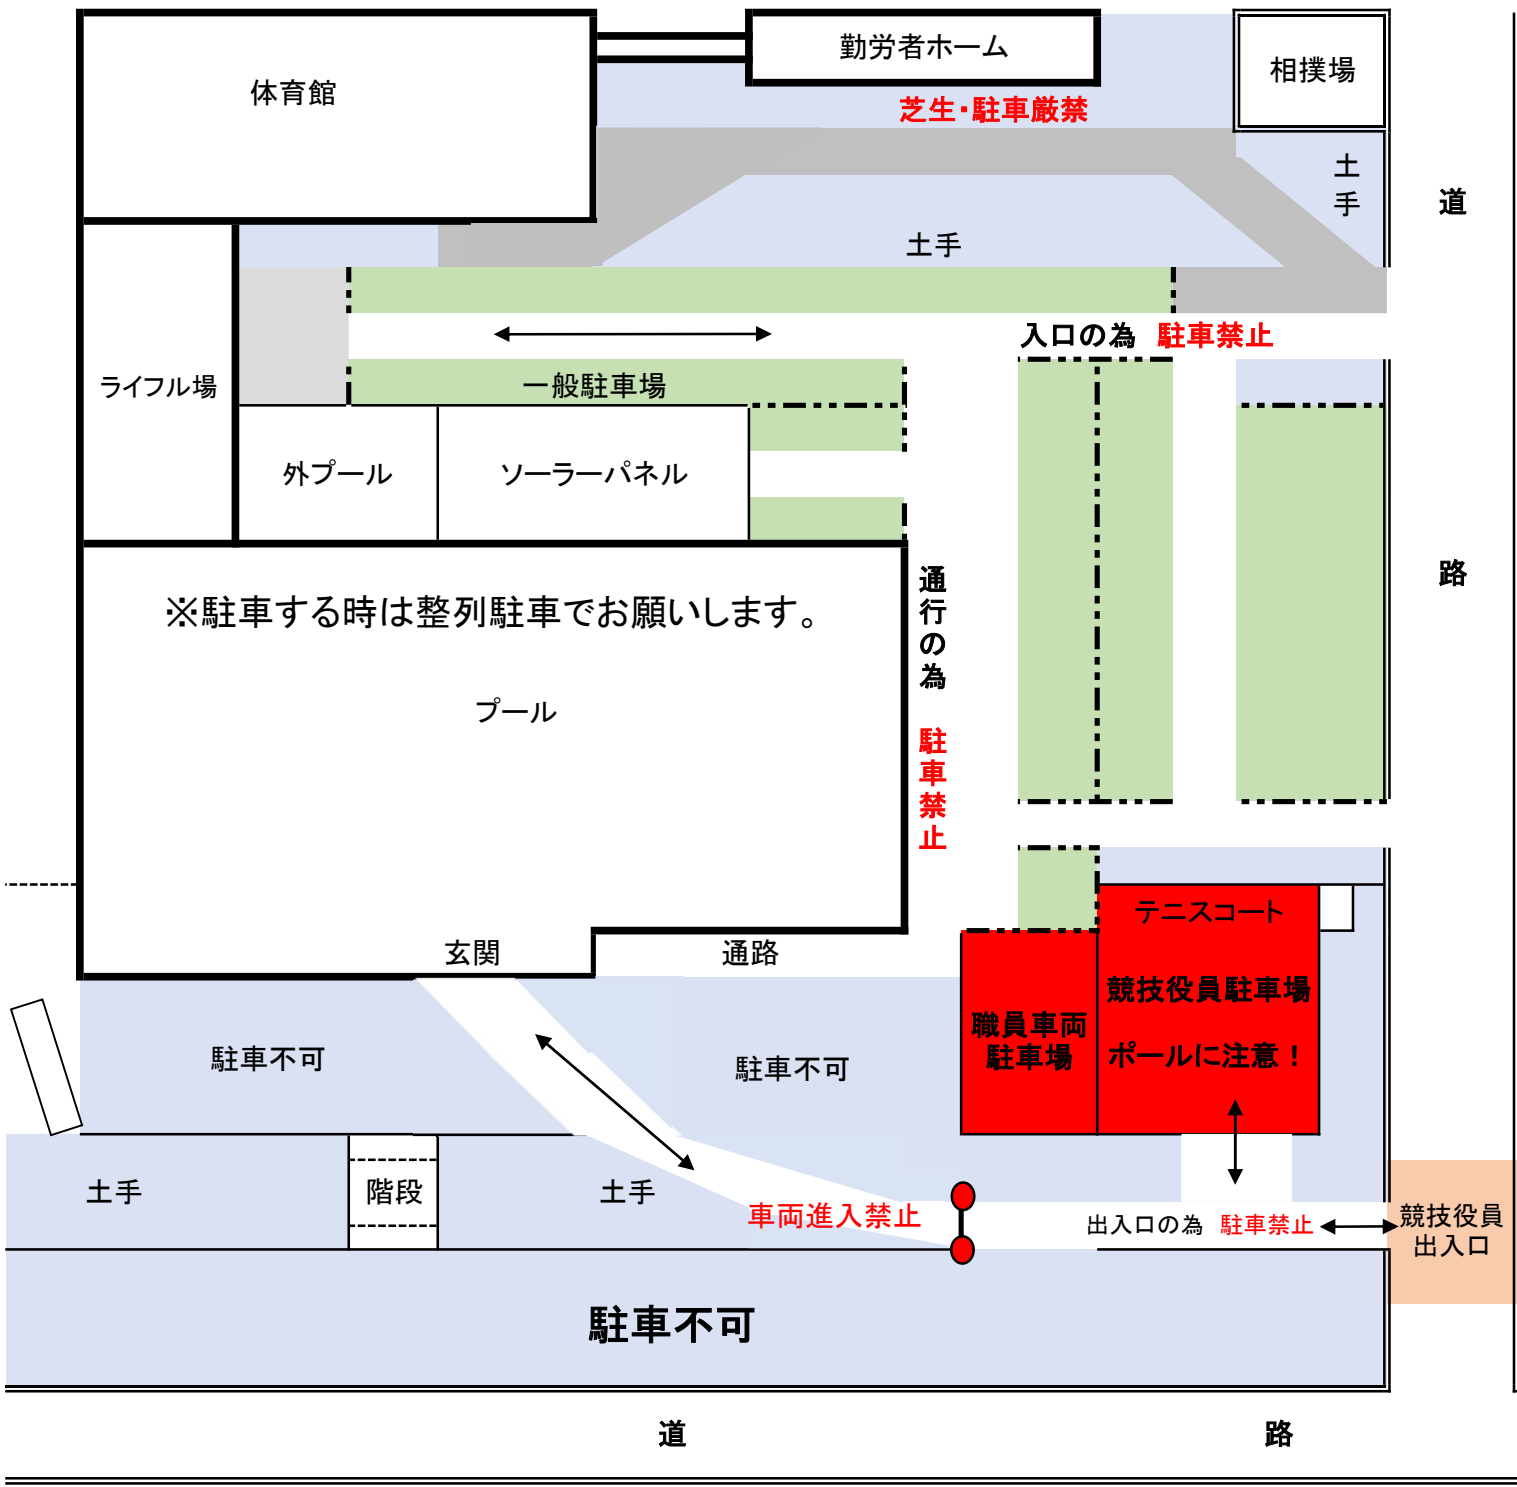 勤労者ホーム
相撲場
体育館
芝生・駐車厳禁
土
手
道
土手
入口の為 駐車禁止
ライフル場
一般駐車場
外プール
ソーラーパネル
路
通
行
の
為
駐
車
禁
止
※駐車する時は整列駐車でお願いします。
プール
テニスコート
玄関
通路
競技役員駐車場
職員車両
駐車場
ポールに注意！
駐車不可
駐車不可
土手
階段
土手
車両進入禁止
出入口の為 駐車禁止
競技役員
出入口
駐車不可
道 路